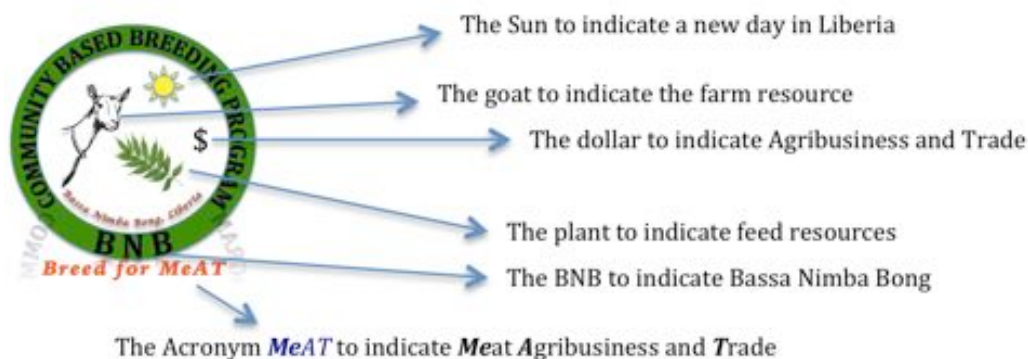 The Sun to indicate a new day in Liberia
COMMUNITY BASED BREEDING PROGRAM
The goat to indicate the farm resource
$
The dollar to indicate Agribusiness and Trade
Bassa Nimba Bong, Liberia
The plant to indicate feed resources
BNB
Breed for MeAT
The BNB to indicate Bassa Nimba Bong
The Acronym MeAT to indicate Meat Agribusiness and Trade